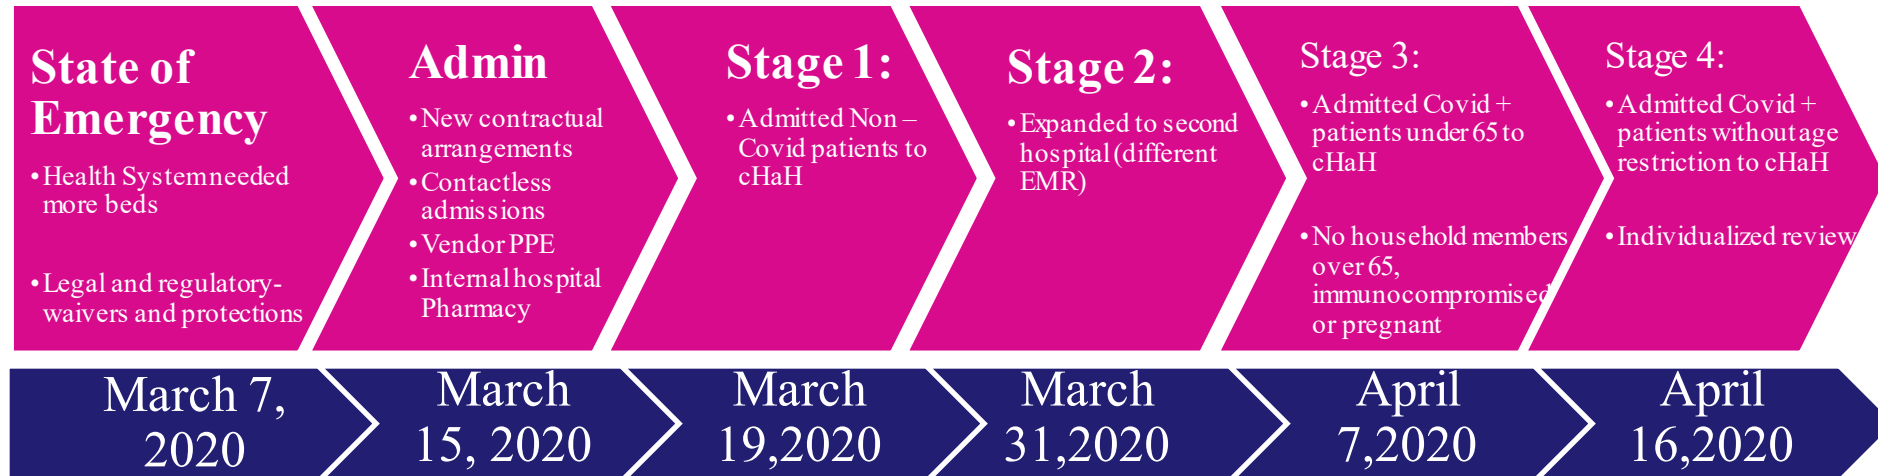 State of
Emergency
•Health Systemneeded
more beds
•Legal and regulatory-
waivers and protections
Admin
•New contractual
arrangements
•Contactless
admissions
•Vendor PPE
•Internal hospital
Pharmacy
Stage 1:
•Admitted Non –
Covid patients to
cHaH
Stage 2:
•Expanded to second
hospital (different
EMR)
Stage 3:
•Admitted Covid +
patients under 65 to
cHaH
•No household members
over 65,
immunocompromised
or pregnant
Stage 4:
•Admitted Covid +
patients without age
restriction to cHaH
•Individualized review
March 7,
2020
March
15, 2020
March
19,2020
March
31,2020
April
7,2020
April
16,2020